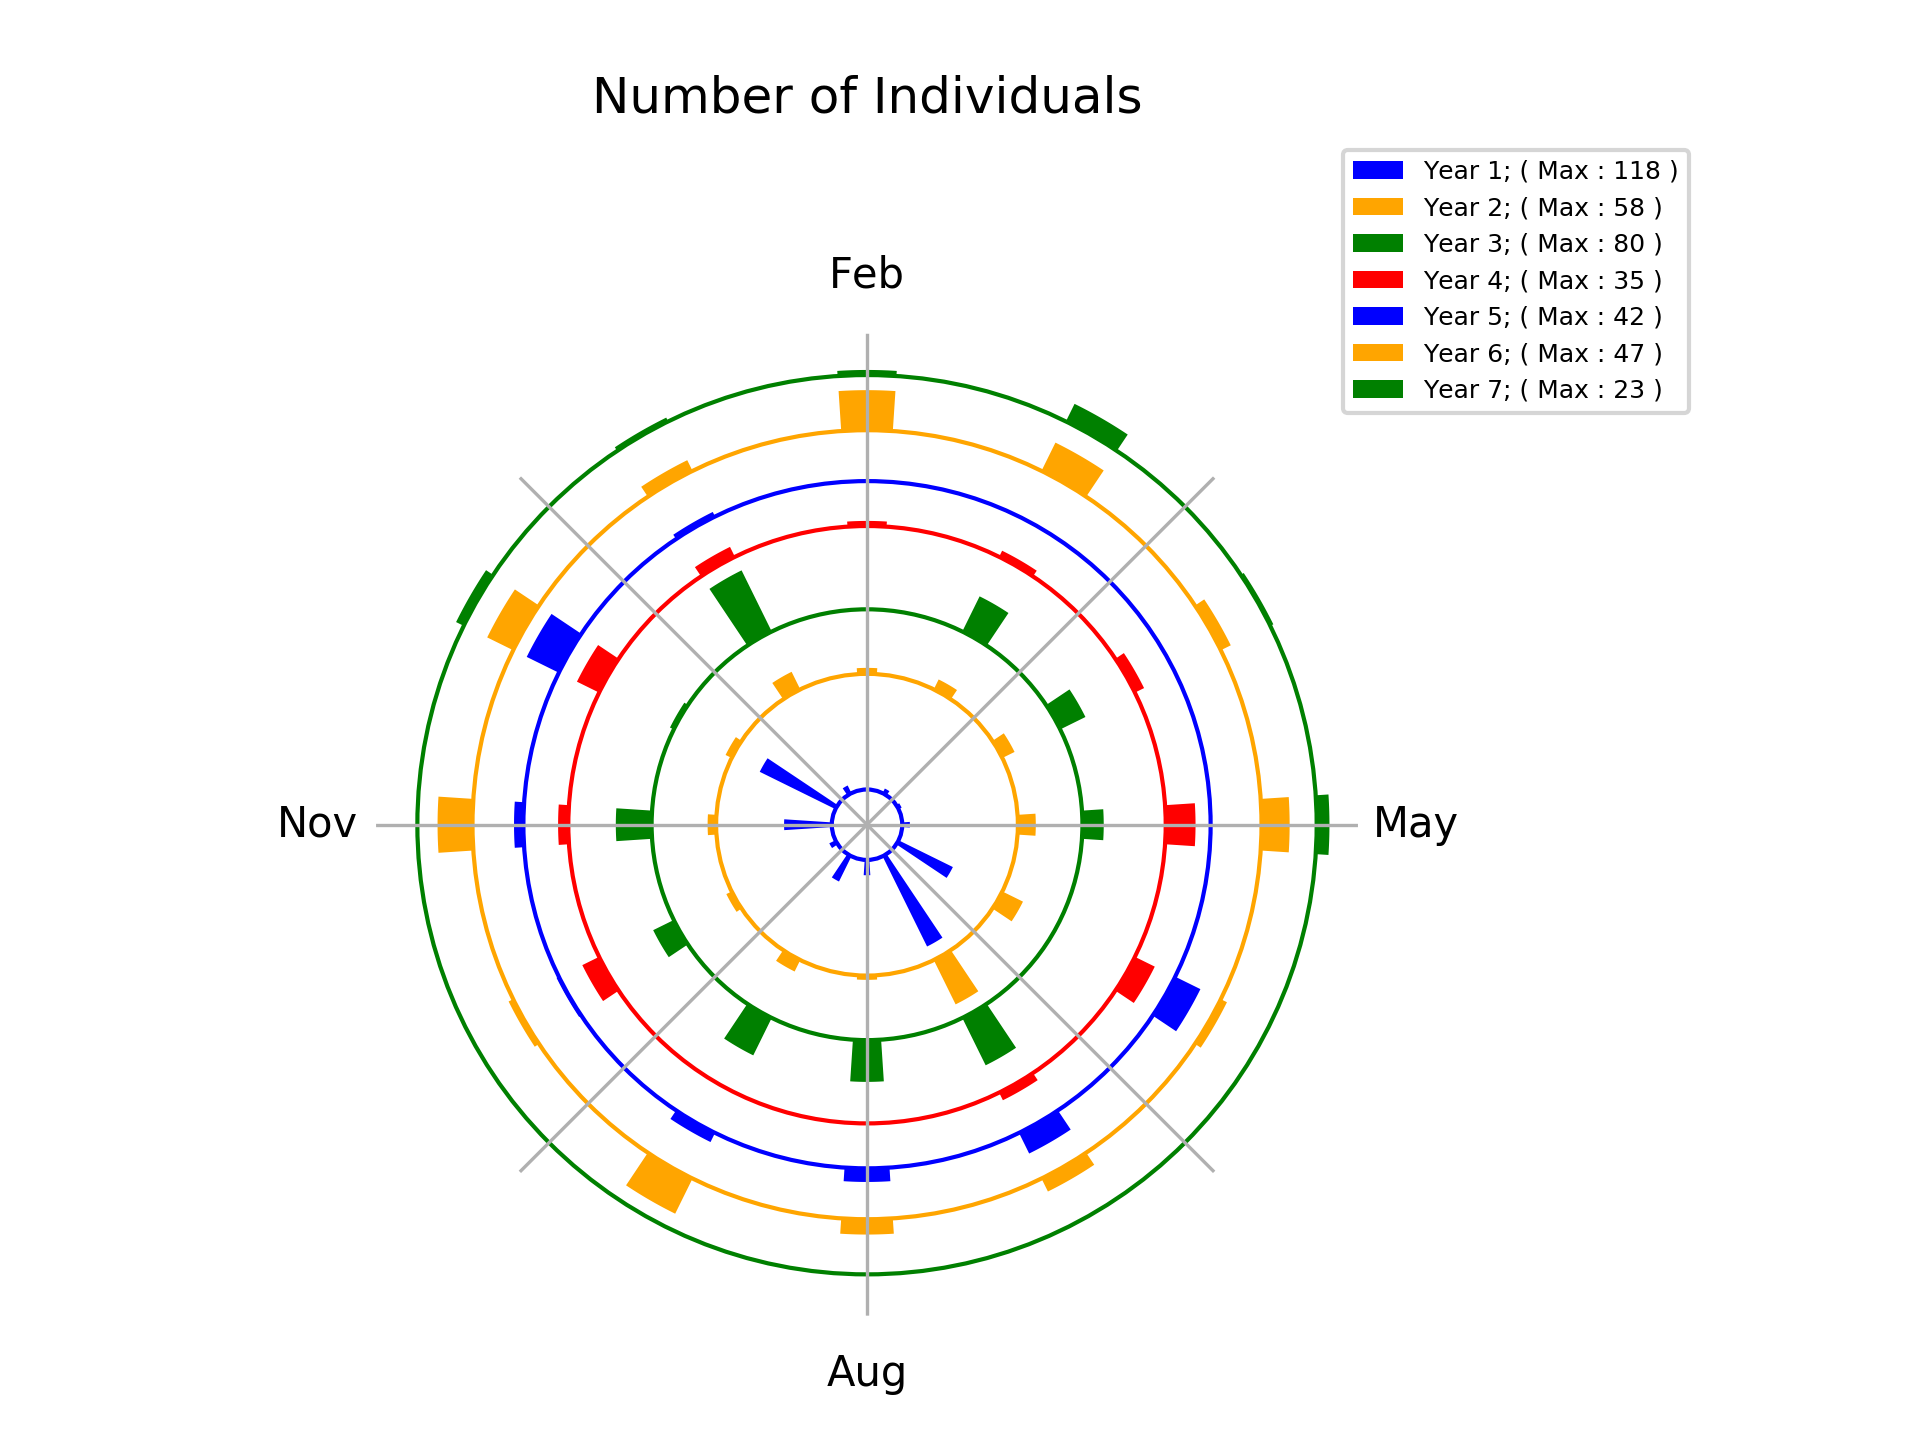 Number of Individuals
Year 1; ( Max : 118 )
Year 2; ( Max : 58 )
Year 3; ( Max : 80 )
Year 4; ( Max : 35 )
Year 5; ( Max : 42 )
Year 6; ( Max : 47 )
Year 7; ( Max : 23 )
Feb
Nov
May
Aug